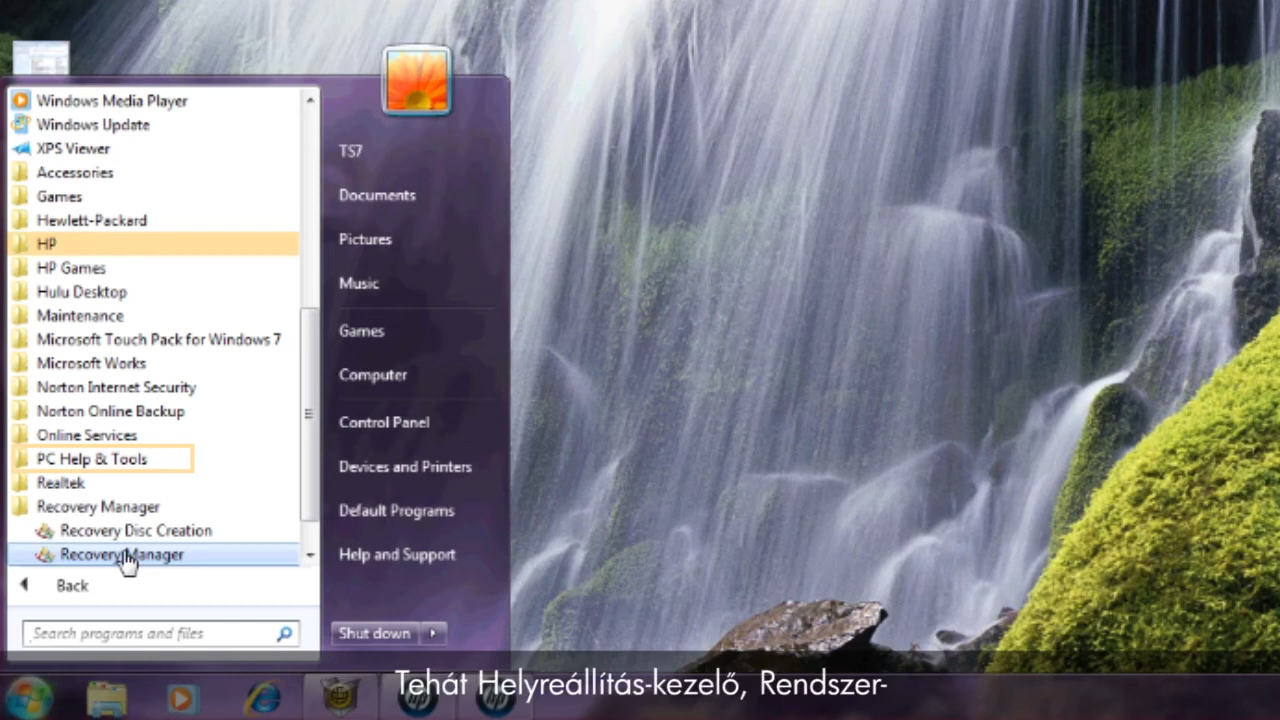 Windows Media Player
Windows Update
XPS Viewer
Accessories
Games
Hewlett-Packard
HP
HP Games
Hulu Desktop
Maintenance
Microsoft Touch Pack for Windows 7
Microsoft Works
Norton Internet Security
Norton Online Backup
Online Services
PC Help & Tools
Realtek
Recovery Manager
Recovery Disc Creation
Recovery Manager
Back
Search programs and files
TS7
Documents
Pictures
Music
Games
Computer
Control Panel
Devices and Printers
Default Programs
Help and Support
Shut down
Tehát Helyreállítás-kezelő, Rendszer-
hp
hp